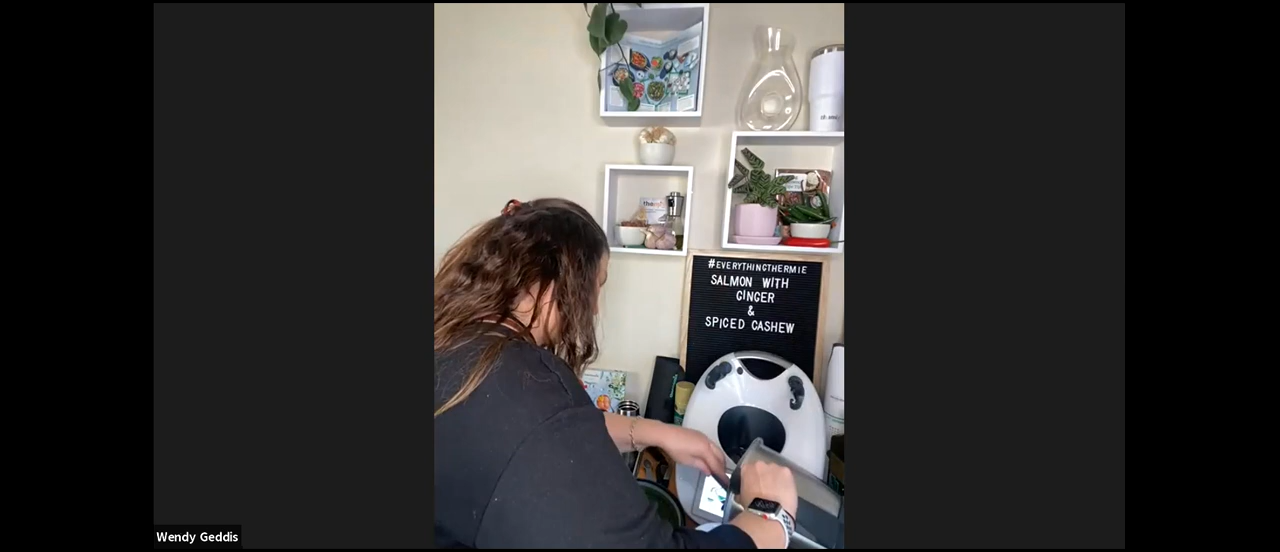 #EVERYTHINGTHERMIE
SALMON WITH
GINGER
&
SPICED CASHEW
Wendy Geddis